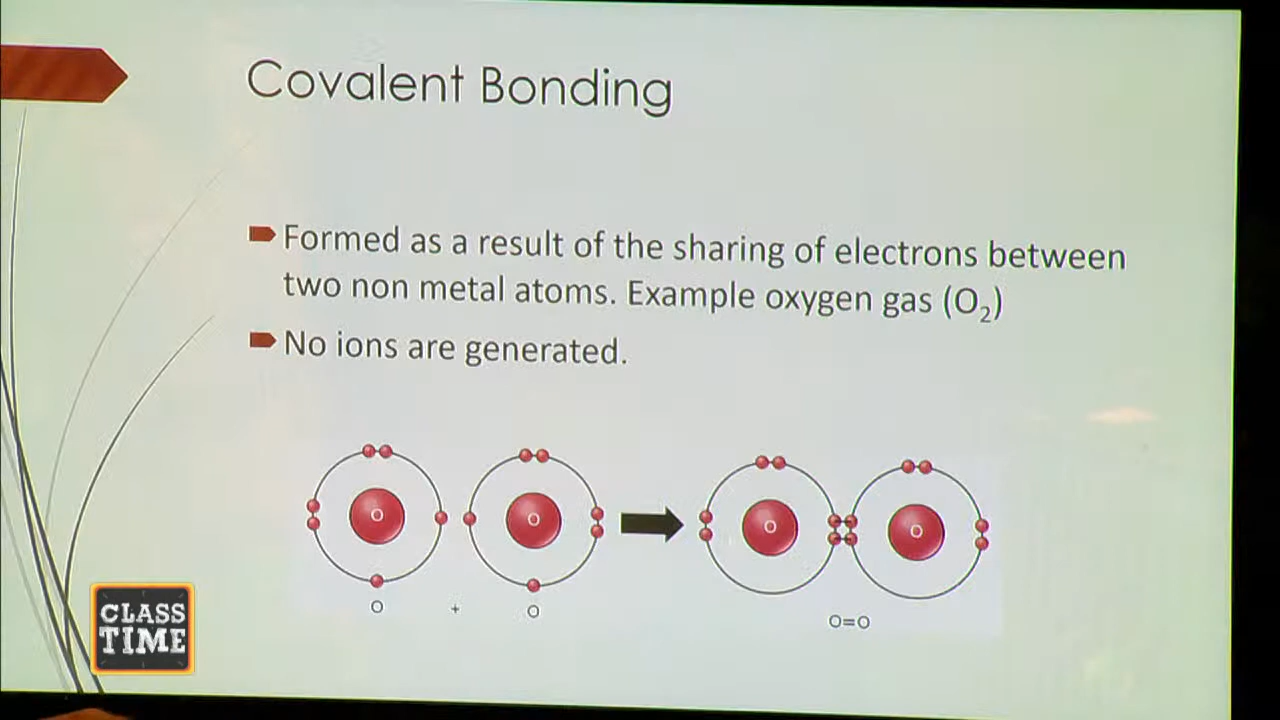 Covalent Bonding
Formed as a result of the sharing of electrons between
two non metal atoms. Example oxygen gas (O₂)
No ions are generated.
O O O O
O + O O=O
CLASS
TIME